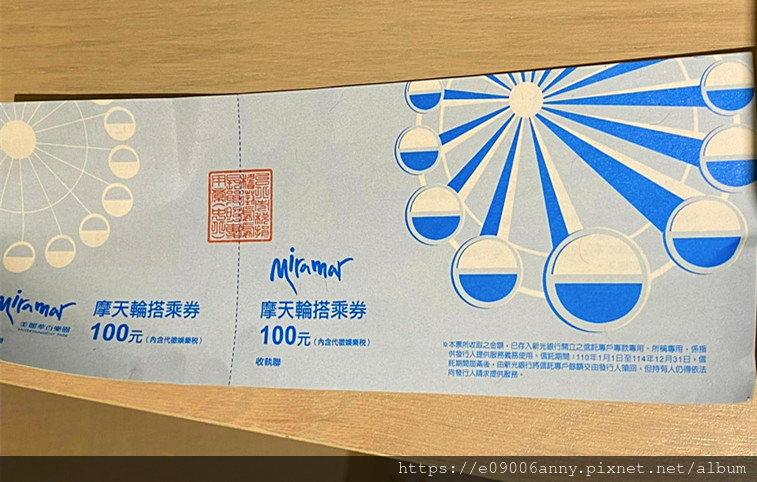 Miramar
美麗華百樂園
摩天輪搭乘券
100元（內含代徵娛樂稅）
Miramar
摩天輪搭乘券
100元（內含代徵娛樂稅）
收執聯
※本票所收取之金額，已存入新光銀行開立之信託專戶專款專用。所稱專用，係指
供發行人提供服務義務使用。信託期間：110年1月1日至114年12月31日，信
託期間屆滿後，由新光銀行將信託專戶餘額交由發行人領回，但持有人仍得依法
向發行人請求提供服務。
https://e09006anny.pixnet.net/album